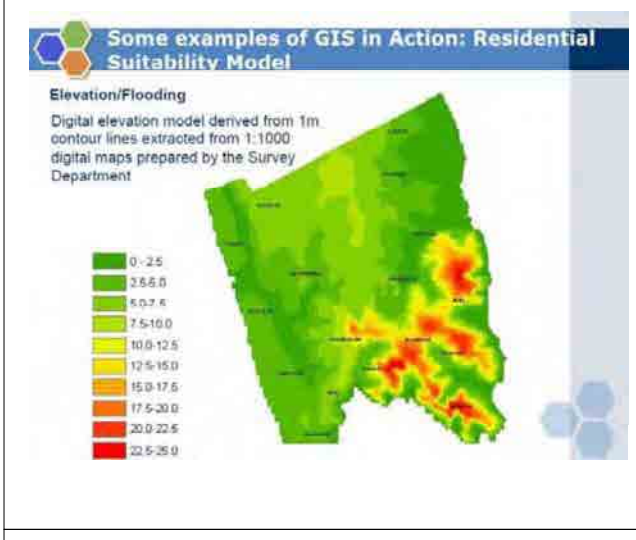 Some examples of GIS in Action: Residential
Suitability Model
Elevation/Flooding
Digital elevation model derived from 1m
contour lines extracted from 1:1000
digital maps prepared by the Survey
Department
0 - 2.5
2.5-5.0
5.0-7.5
7.5-10.0
10.0-12.5
12.5-15.0
15.0-17.5
17.5-20.0
20.0-22.5
22.5-25.0